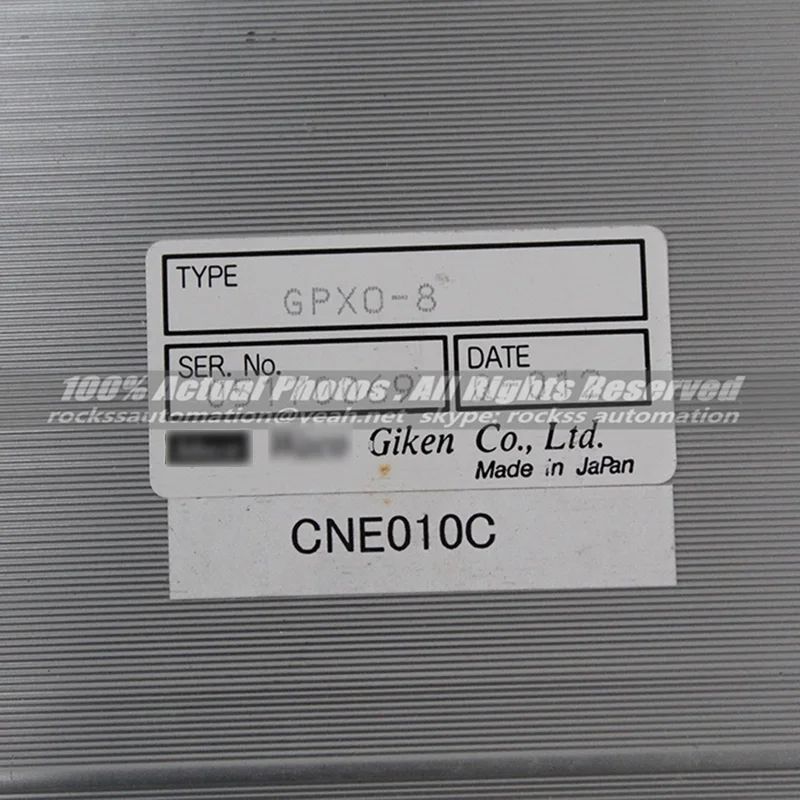 TYPE
GPXO-8
SER. No.
DATE
100% Actual Photos . All Rights Reserved
rockssautomation@yeah.net skype: rockss automation
Giken Co., Ltd.
Made in JaPan
CNE010C